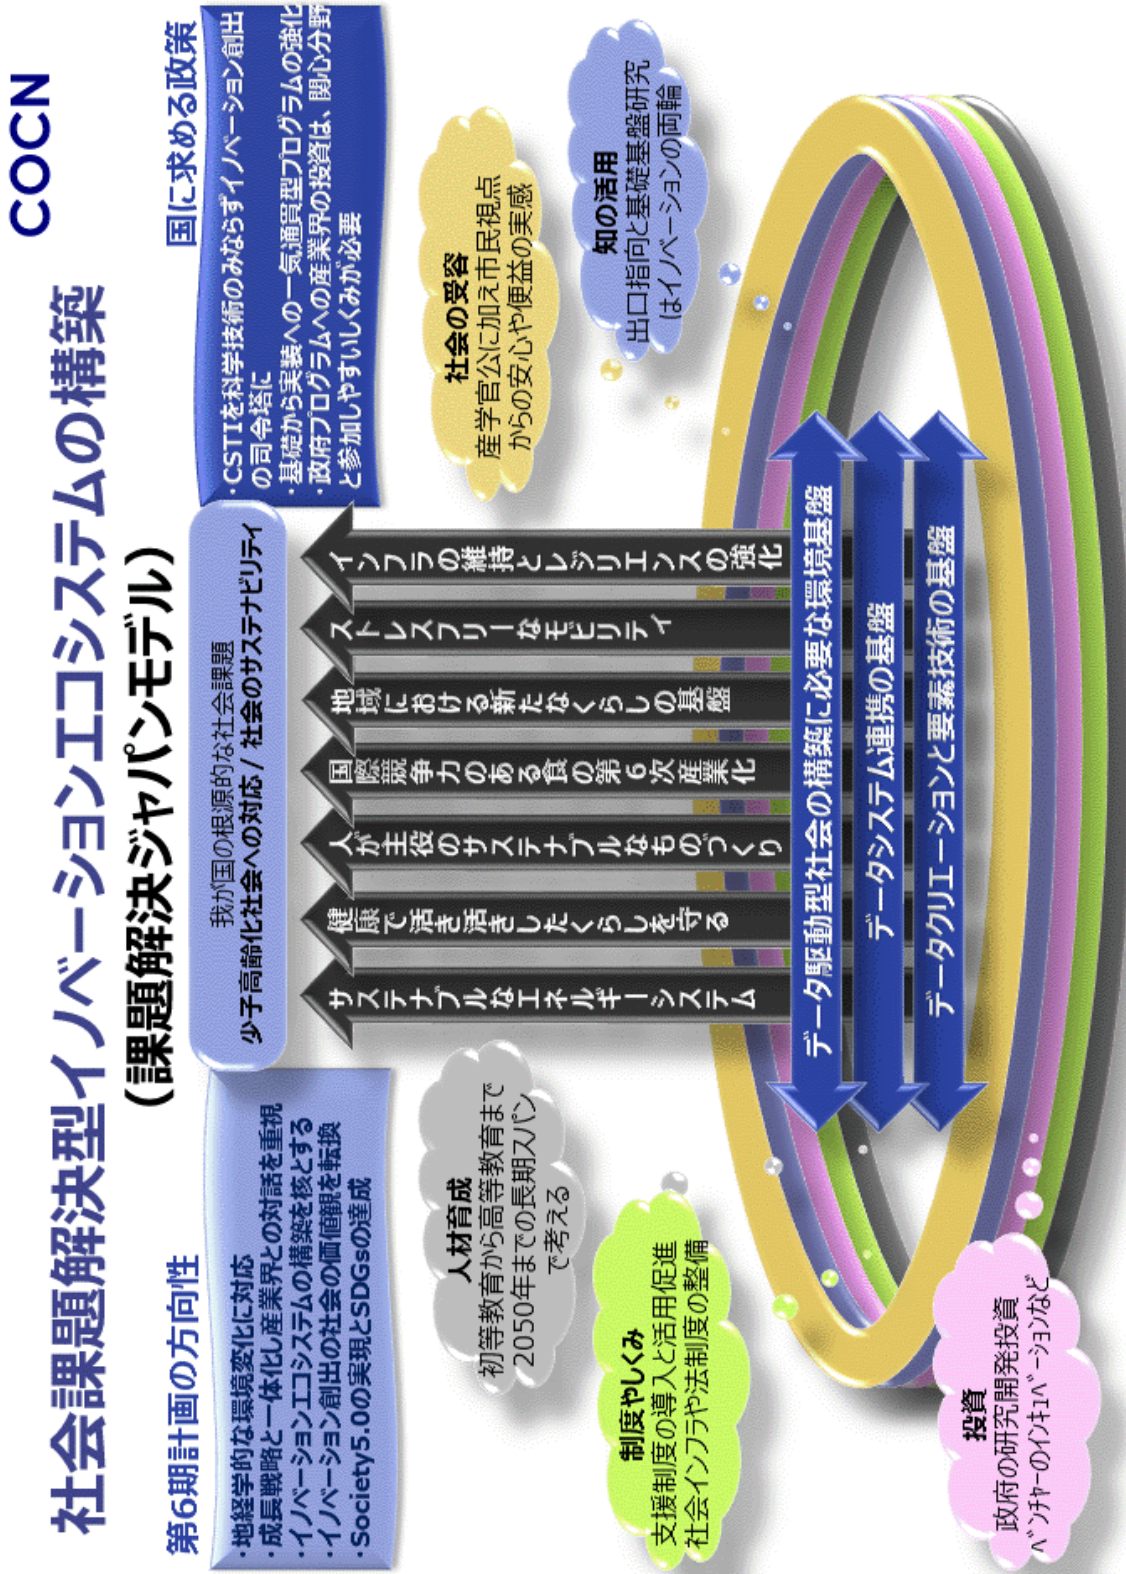 COCN
社会課題解決型イノベーションエコシステムの構築
(課題解決ジャパンモデル)
第6期計画の方向性
・地経学的な環境変化に対応
・成長戦略と一体化し産業界との対話を重視
・イノベーションエコシステムの構築を核とする
・イノベーション創出の社会の価値観を転換
・Society5.0の実現とSDGsの達成
我が国の根源的な社会課題
少子高齢化社会への対応 / 社会のサステナビリティ
国に求める政策
・CSTIを科学技術のみならずイノベーション創出
の司令塔に
・基礎から実装への一気通貫型プログラムの強化
・政府プログラムへの産業界の投資は、関心分野
と参加しやすいしくみが必要
サステナブルなエネルギーシステム
健康で活き活きしたくらしを守る
人が主役のサステナブルなものづくり
国際競争力のある食の第6次産業化
地域における新たなくらしの基盤
ストレスフリーなモビリティ
インフラの維持とレジリエンスの強化
人材育成
初等教育から高等教育まで
2050年までの長期スパン
で考える
社会の受容
産学官公に加え市民視点
からの安心や便益の実感
制度やしくみ
支援制度の導入と活用促進
社会インフラや法制度の整備
知の活用
出口指向と基礎基盤研究
はイノベーションの両輪
データ駆動型社会の構築に必要な環境基盤
データシステム連携の基盤
データクリエーションと要素技術の基盤
投資
政府の研究開発投資
ベンチャーのインキュベーションなど